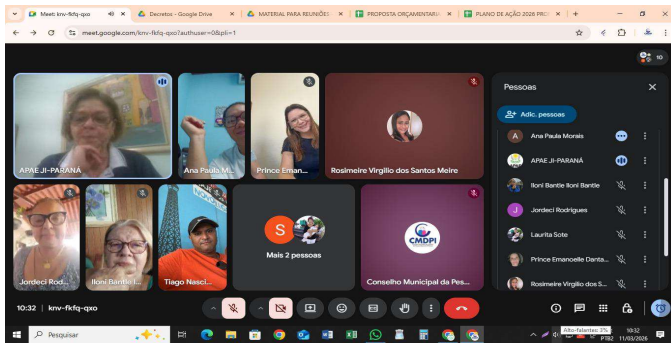 Meet: knv-fkfq-qxo
Decretos - Google Drive
MATERIAL PARA REUNIÕES
PROPOSTA ORÇAMENTARIA
PLANO DE AÇÃO 2026 PRO
meet.google.com/knv-fkfq-qxo?authuser=0&pli=1
10
APAE JI-PARANÁ
Ana Paula M...
Prince Eman...
Rosimeire Virgilio dos Santos Meire
Jordeci Rod...
Iloni Bantle I...
Tiago Nasci...
S
Mais 2 pessoas
CMDPI
Conselho Municipal da Pes...
Pessoas
Adic. pessoas
A
Ana Paula Morais
APAE JI-PARANÁ
Iloni Bantle Iloni Bantle
J
Jordeci Rodrigues
Laurita Sote
Prince Emanoelle Danta...
Rosimeire Virgilio dos S...
10:32 | knv-fkfq-qxo
Alto-falantes: 3%
Pesquisar
10:32
PTB2
11/03/2026